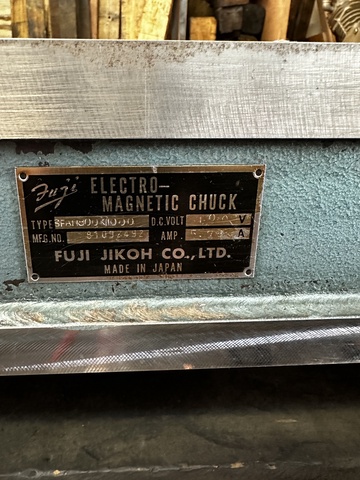 Fuji
ELECTRO-
MAGNETIC CHUCK
TYPE D.C.VOLT V
MFG.NO. AMP. A
FUJI JIKOH CO.,LTD.
MADE IN JAPAN